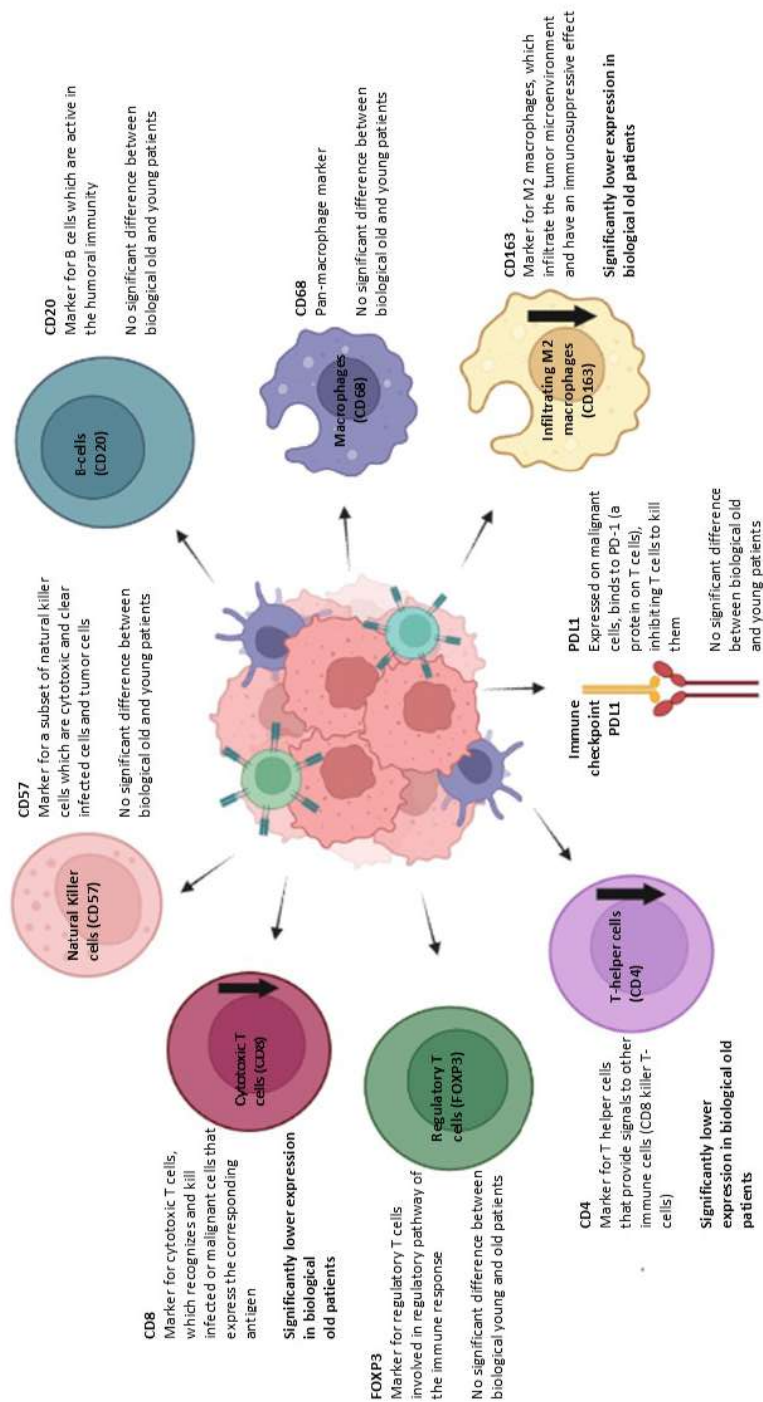 CD57
Marker for a subset of natural killer
cells which are cytotoxic and clear
infected cells and tumor cells
No significant difference between
biological old and young patients
Natural Killer
cells (CD57)
CD20
Marker for B cells which are active in
the humoral immunity
No significant difference between
biological old and young patients
B-cells
(CD20)
CD8
Marker for cytotoxic T cells,
which recognizes and kill
infected or malignant cells that
express the corresponding
antigen
Significantly lower expression
in biological
old patients
Cytotoxic T
cells (CD8)
CD68
Pan-macrophage marker
No significant difference between
biological old and young patients
Macrophages
(CD68)
FOXP3
Marker for regulatory T cells
involved in regulatory pathway of
the immune response
No significant difference between
biological young and old patients
Regulatory T
cells (FOXP3)
CD163
Marker for M2 macrophages, which
infiltrate the tumor microenvironment
and have an immunosuppressive effect
Significantly lower expression in
biological old patients
Infiltrating M2
macrophages
(CD163)
CD4
Marker for T helper cells
that provide signals to other
immune cells (CD8 killer T-
cells)
Significantly lower
expression in biological old
patients
T-helper cells
(CD4)
Immune
checkpoint
PDL1
PDL1
Expressed on malignant
cells, binds to PD-1 (a
protein on T cells),
inhibiting T cells to kill
them
No significant difference
between biological old
and young patients